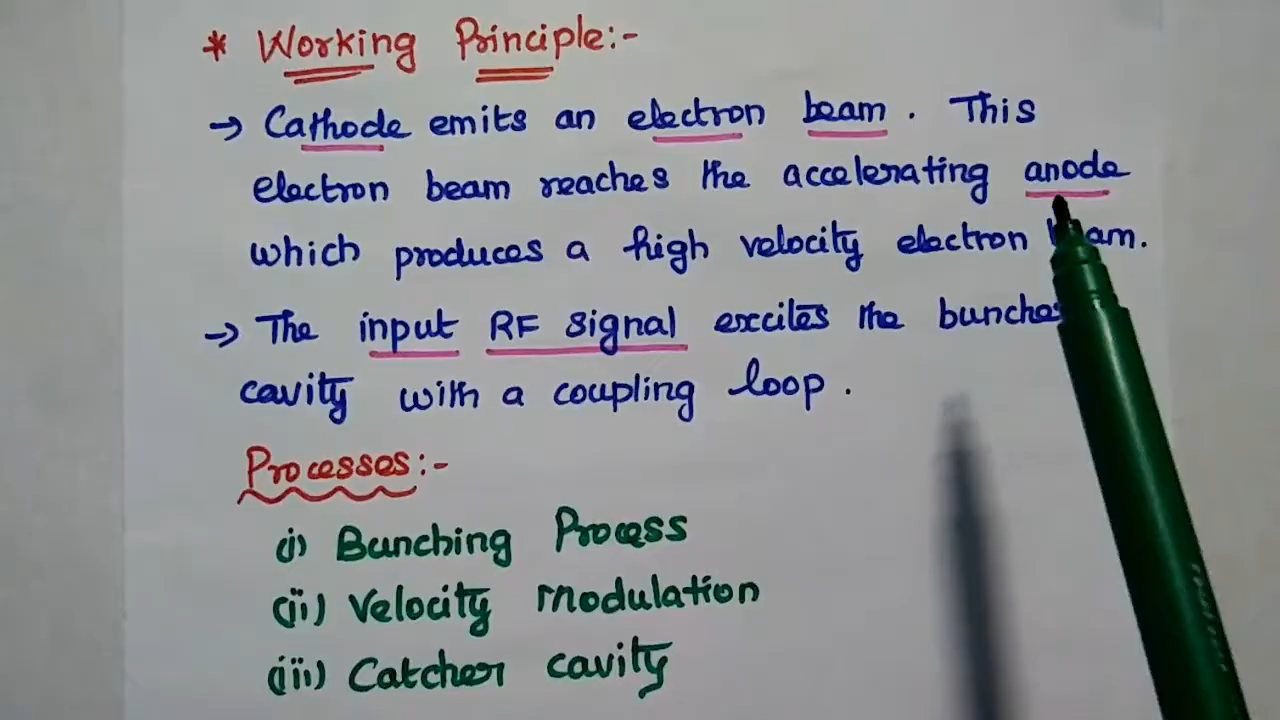 * Working Principle:-
→ Cathode emits an electron beam. This
electron beam reaches the accelerating anode
which produces a high velocity electron beam.
→ The input RF signal excites the buncher
cavity with a coupling loop.
Processes:-
(i) Bunching Process
(ii) Velocity modulation
(iii) Catcher cavity